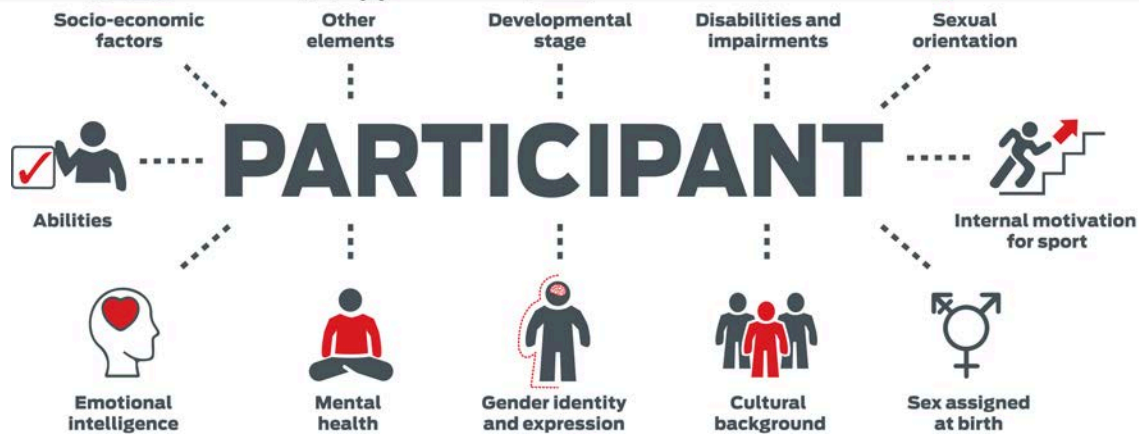 Socio-economic
factors
Other
elements
Developmental
stage
Disabilities and
impairments
Sexual
orientation
PARTICIPANT
Abilities
Internal motivation
for sport
Emotional
intelligence
Mental
health
Gender identity
and expression
Cultural
background
Sex assigned
at birth